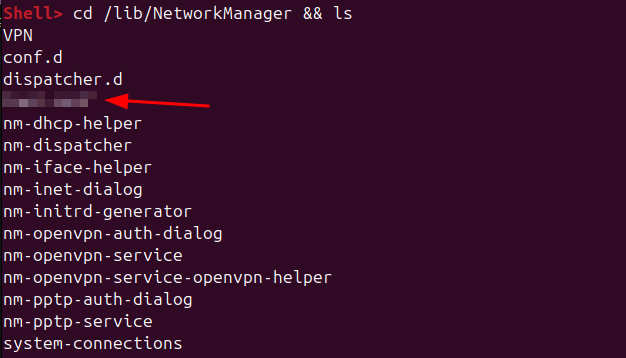 Shell> cd /lib/NetworkManager && ls
VPN
conf.d
dispatcher.d
nm-dhcp-helper
nm-dispatcher
nm-iface-helper
nm-inet-dialog
nm-initrd-generator
nm-openvpn-auth-dialog
nm-openvpn-service
nm-openvpn-service-openvpn-helper
nm-pptp-auth-dialog
nm-pptp-service
system-connections